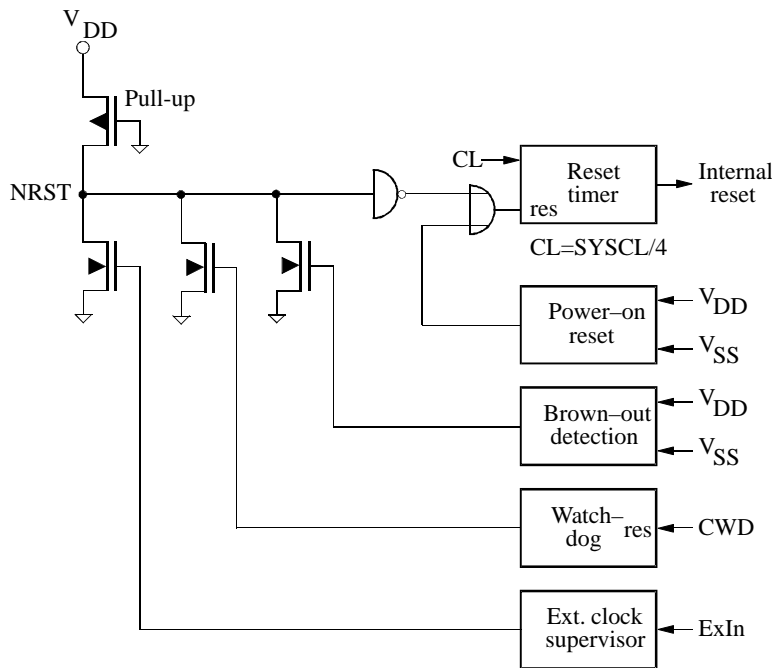 VDD
Pull-up
NRST
CL
Reset
timer
res
Internal
reset
CL=SYSCL/4
Power–on
reset
VDD
VSS
Brown–out
detection
VDD
VSS
Watch–
dog
res
CWD
Ext. clock
supervisor
ExIn